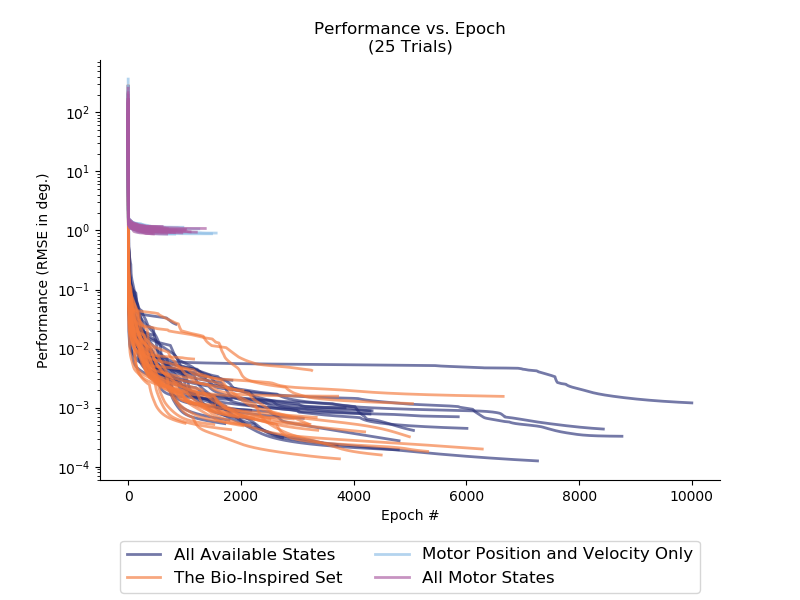 Performance vs. Epoch
(25 Trials)
Performance (RMSE in deg.)
10²
10¹
10⁰
10⁻¹
10⁻²
10⁻³
10⁻⁴
0 2000 4000 6000 8000 10000
Epoch #
All Available States
The Bio-Inspired Set
Motor Position and Velocity Only
All Motor States